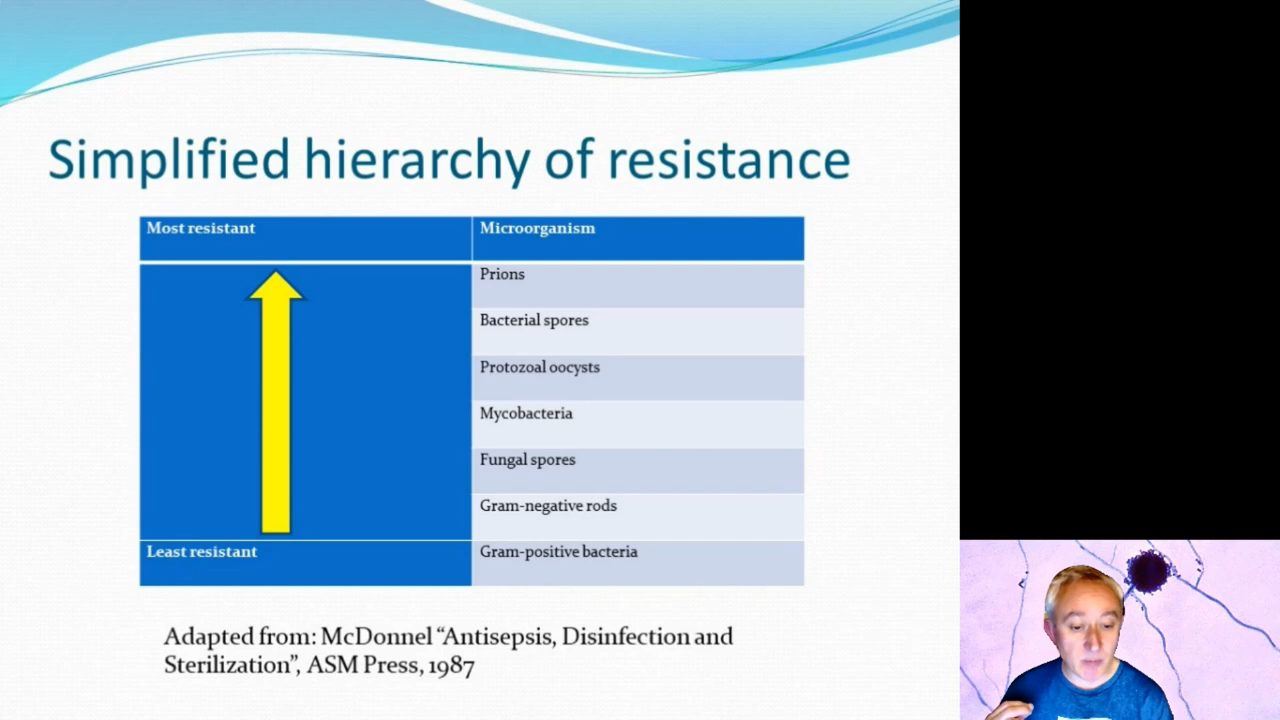 Simplified hierarchy of resistance
Most resistant
Microorganism
Prions
Bacterial spores
Protozoal oocysts
Mycobacteria
Fungal spores
Gram-negative rods
Least resistant
Gram-positive bacteria
Adapted from: McDonnel “Antisepsis, Disinfection and
Sterilization”, ASM Press, 1987